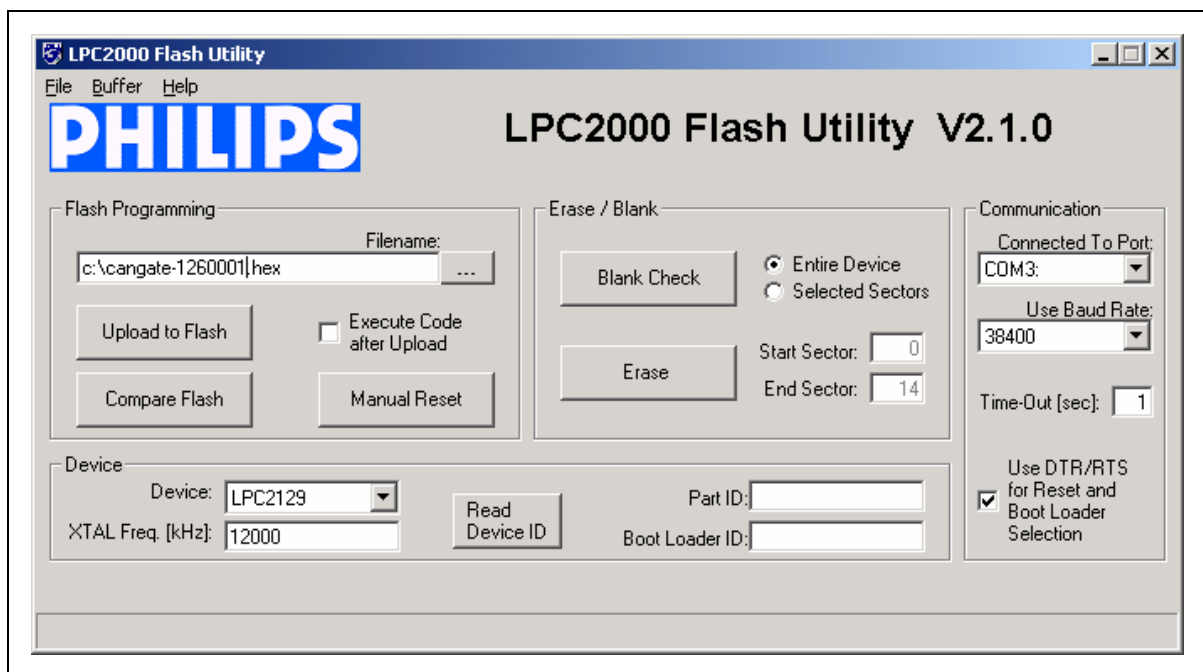 LPC2000 Flash Utility
File Buffer Help
PHILIPS
LPC2000 Flash Utility V2.1.0
Flash Programming
Filename:
c:\cangate-1260001.hex
...
Upload to Flash
Execute Code
after Upload
Compare Flash
Manual Reset
Erase / Blank
Blank Check
Entire Device
Selected Sectors
Erase
Start Sector: 0
End Sector: 14
Communication
Connected To Port:
COM3:
Use Baud Rate:
38400
Time-Out [sec]: 1
Use DTR/RTS
for Reset and
Boot Loader
Selection
Device
Device: LPC2129
XTAL Freq. [kHz]: 12000
Read
Device ID
Part ID:
Boot Loader ID: